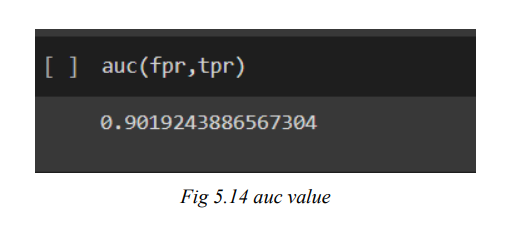 [ ] auc(fpr,tpr)
0.9019243886567304
Fig 5.14 auc value